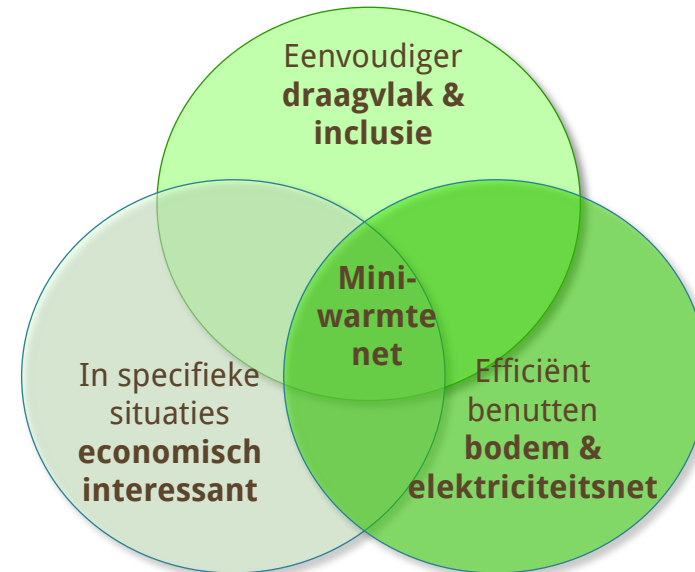 Eenvoudiger
draagvlak &
inclusie
Mini-
warmte
net
In specifieke
situaties
economisch
interessant
Efficiënt
benutten
bodem &
elektriciteitsnet